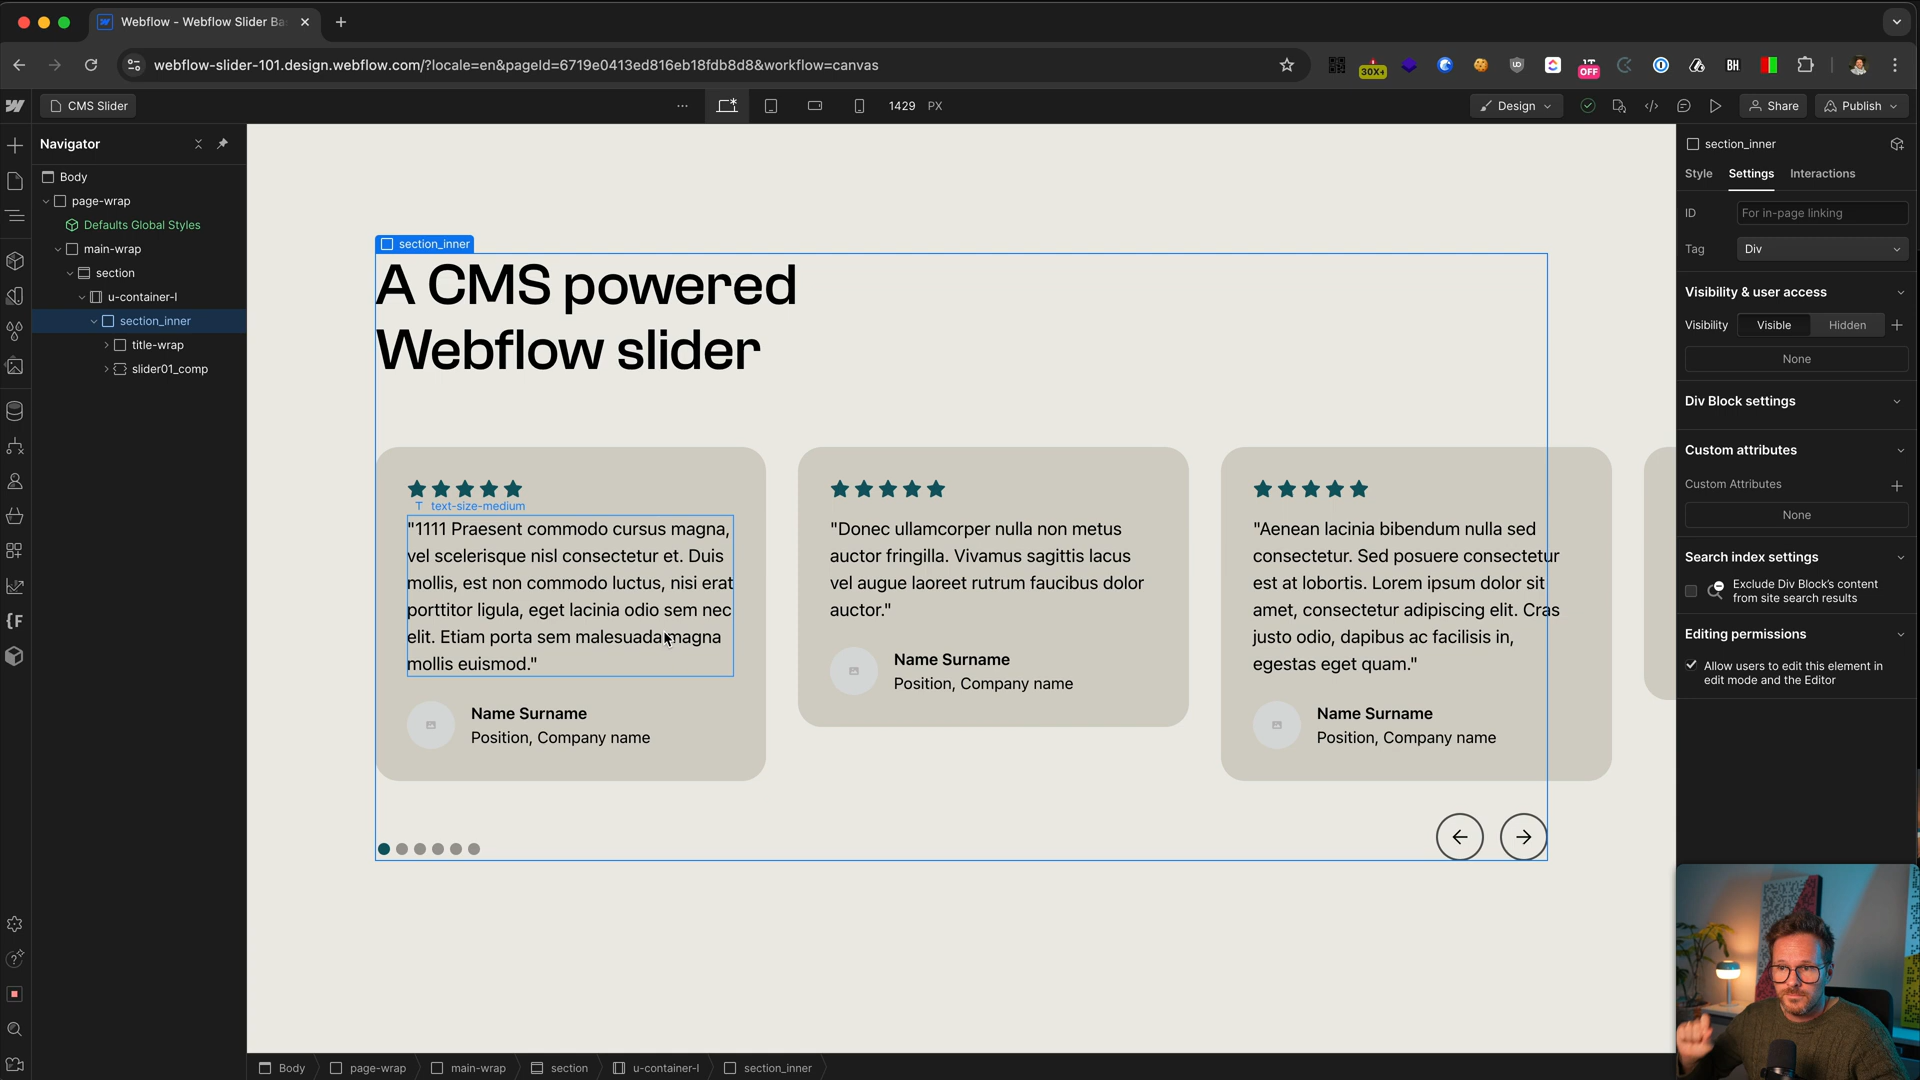 Webflow - Webflow Slider Ba
webflow-slider-101.design.webflow.com/?locale=en&pageId=6719e0413ed816eb18fdb8d8&workflow=canvas
30X+
UD
1T
OFF
BH
CMS Slider
1429 PX
Design
Share
Publish
Navigator
Body
page-wrap
Defaults Global Styles
main-wrap
section
u-container-l
section_inner
title-wrap
slider01_comp
section_inner
A CMS powered
Webflow slider
text-size-medium
"1111 Praesent commodo cursus magna,
vel scelerisque nisl consectetur et. Duis
mollis, est non commodo luctus, nisi erat
porttitor ligula, eget lacinia odio sem nec
elit. Etiam porta sem malesuada magna
mollis euismod."
Name Surname
Position, Company name
"Donec ullamcorper nulla non metus
auctor fringilla. Vivamus sagittis lacus
vel augue laoreet rutrum faucibus dolor
auctor."
Name Surname
Position, Company name
"Aenean lacinia bibendum nulla sed
consectetur. Sed posuere consectetur
est at lobortis. Lorem ipsum dolor sit
amet, consectetur adipiscing elit. Cras
justo odio, dapibus ac facilisis in,
egestas eget quam."
Name Surname
Position, Company name
section_inner
Style
Settings
Interactions
ID
For in-page linking
Tag
Div
Visibility & user access
Visibility
Visible
Hidden
None
Div Block settings
Custom attributes
Custom Attributes
None
Search index settings
Exclude Div Block's content
from site search results
Editing permissions
Allow users to edit this element in
edit mode and the Editor
Body
page-wrap
main-wrap
section
u-container-l
section_inner